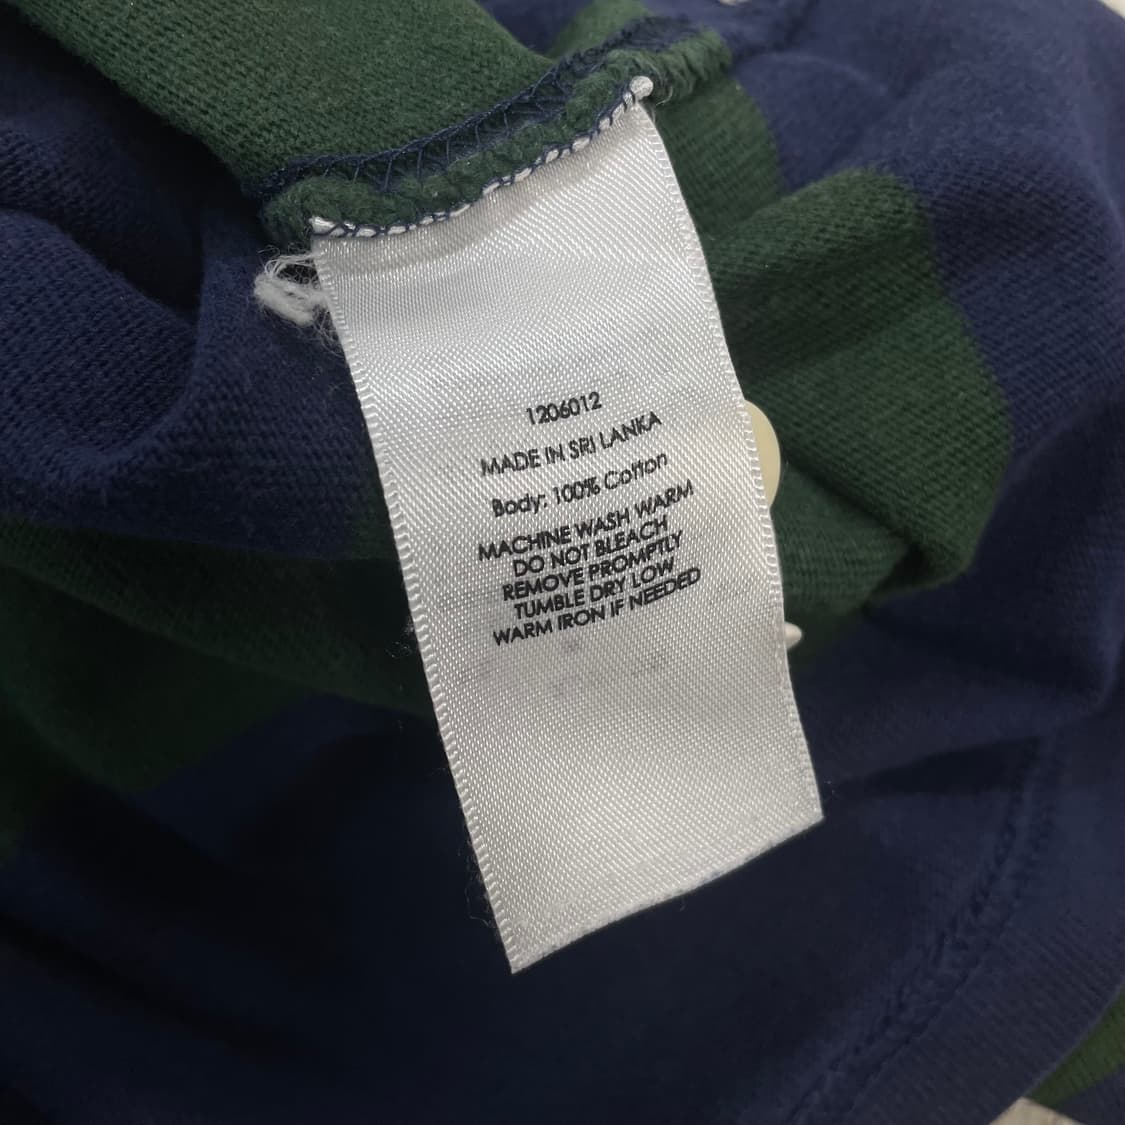 1206012
MADE IN SRI LANKA
Body: 100% Cotton
MACHINE WASH WARM
DO NOT BLEACH
REMOVE PROMPTLY
TUMBLE DRY LOW
WARM IRON IF NEEDED